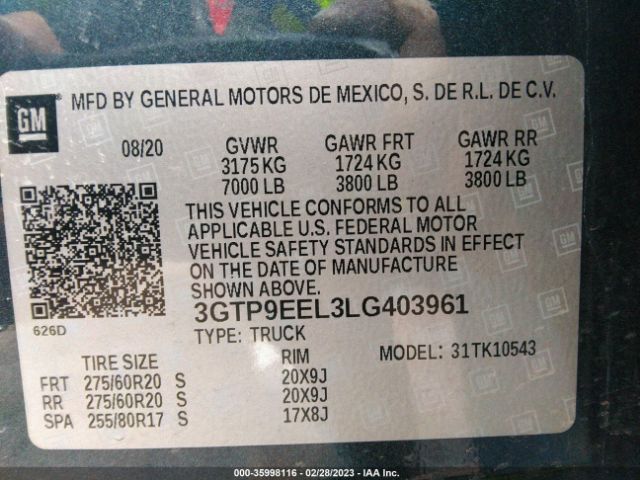 GM
MFD BY GENERAL MOTORS DE MEXICO, S. DE R.L. DE C.V.
08/20 GVWR GAWR FRT GAWR RR
3175 KG 1724 KG 1724 KG
7000 LB 3800 LB 3800 LB
THIS VEHICLE CONFORMS TO ALL
APPLICABLE U.S. FEDERAL MOTOR
VEHICLE SAFETY STANDARDS IN EFFECT
ON THE DATE OF MANUFACTURE
SHOWN ABOVE.
3GTP9EEL3LG403961
626D
TYPE: TRUCK
TIRE SIZE RIM MODEL: 31TK10543
FRT 275/60R20 S 20X9J
RR 275/60R20 S 20X9J
SPA 255/80R17 S 17X8J
000-35998116 - 02/28/2023 - IAA Inc.